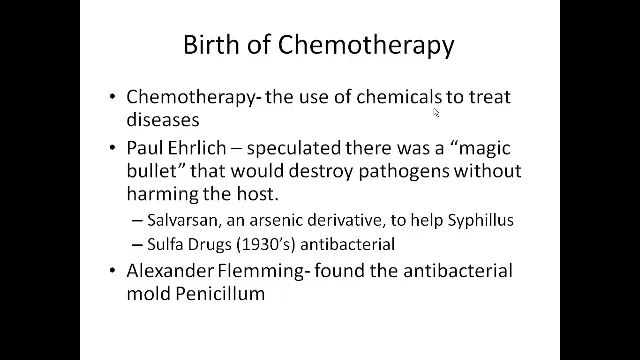 Birth of Chemotherapy
• Chemotherapy- the use of chemicals to treat
diseases
• Paul Ehrlich – speculated there was a “magic
bullet” that would destroy pathogens without
harming the host.
– Salvarsan, an arsenic derivative, to help Syphillus
– Sulfa Drugs (1930’s) antibacterial
• Alexander Flemming- found the antibacterial
mold Penicillum